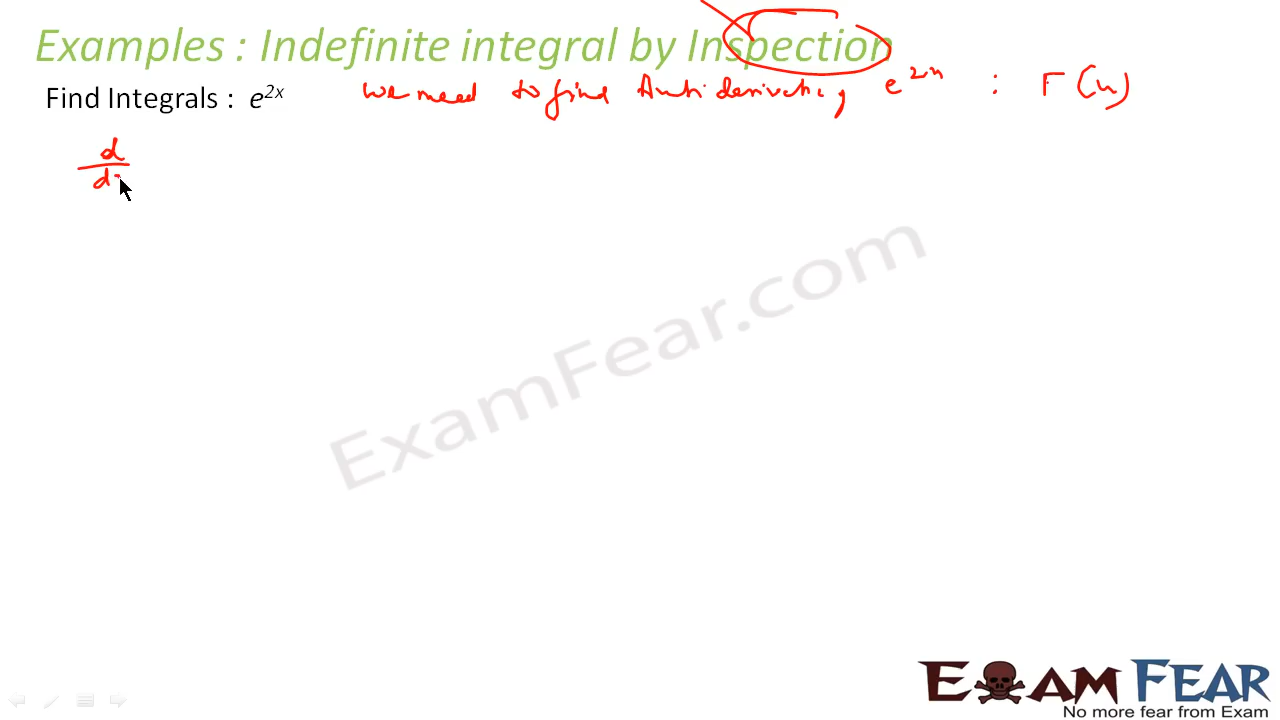 Examples : Indefinite integral by Inspection
Find Integrals : e^2x we need to find Anti derivative of e^2x : F(x)
d
d
ExamFear.com
EXAM FEAR
No more fear from Exam